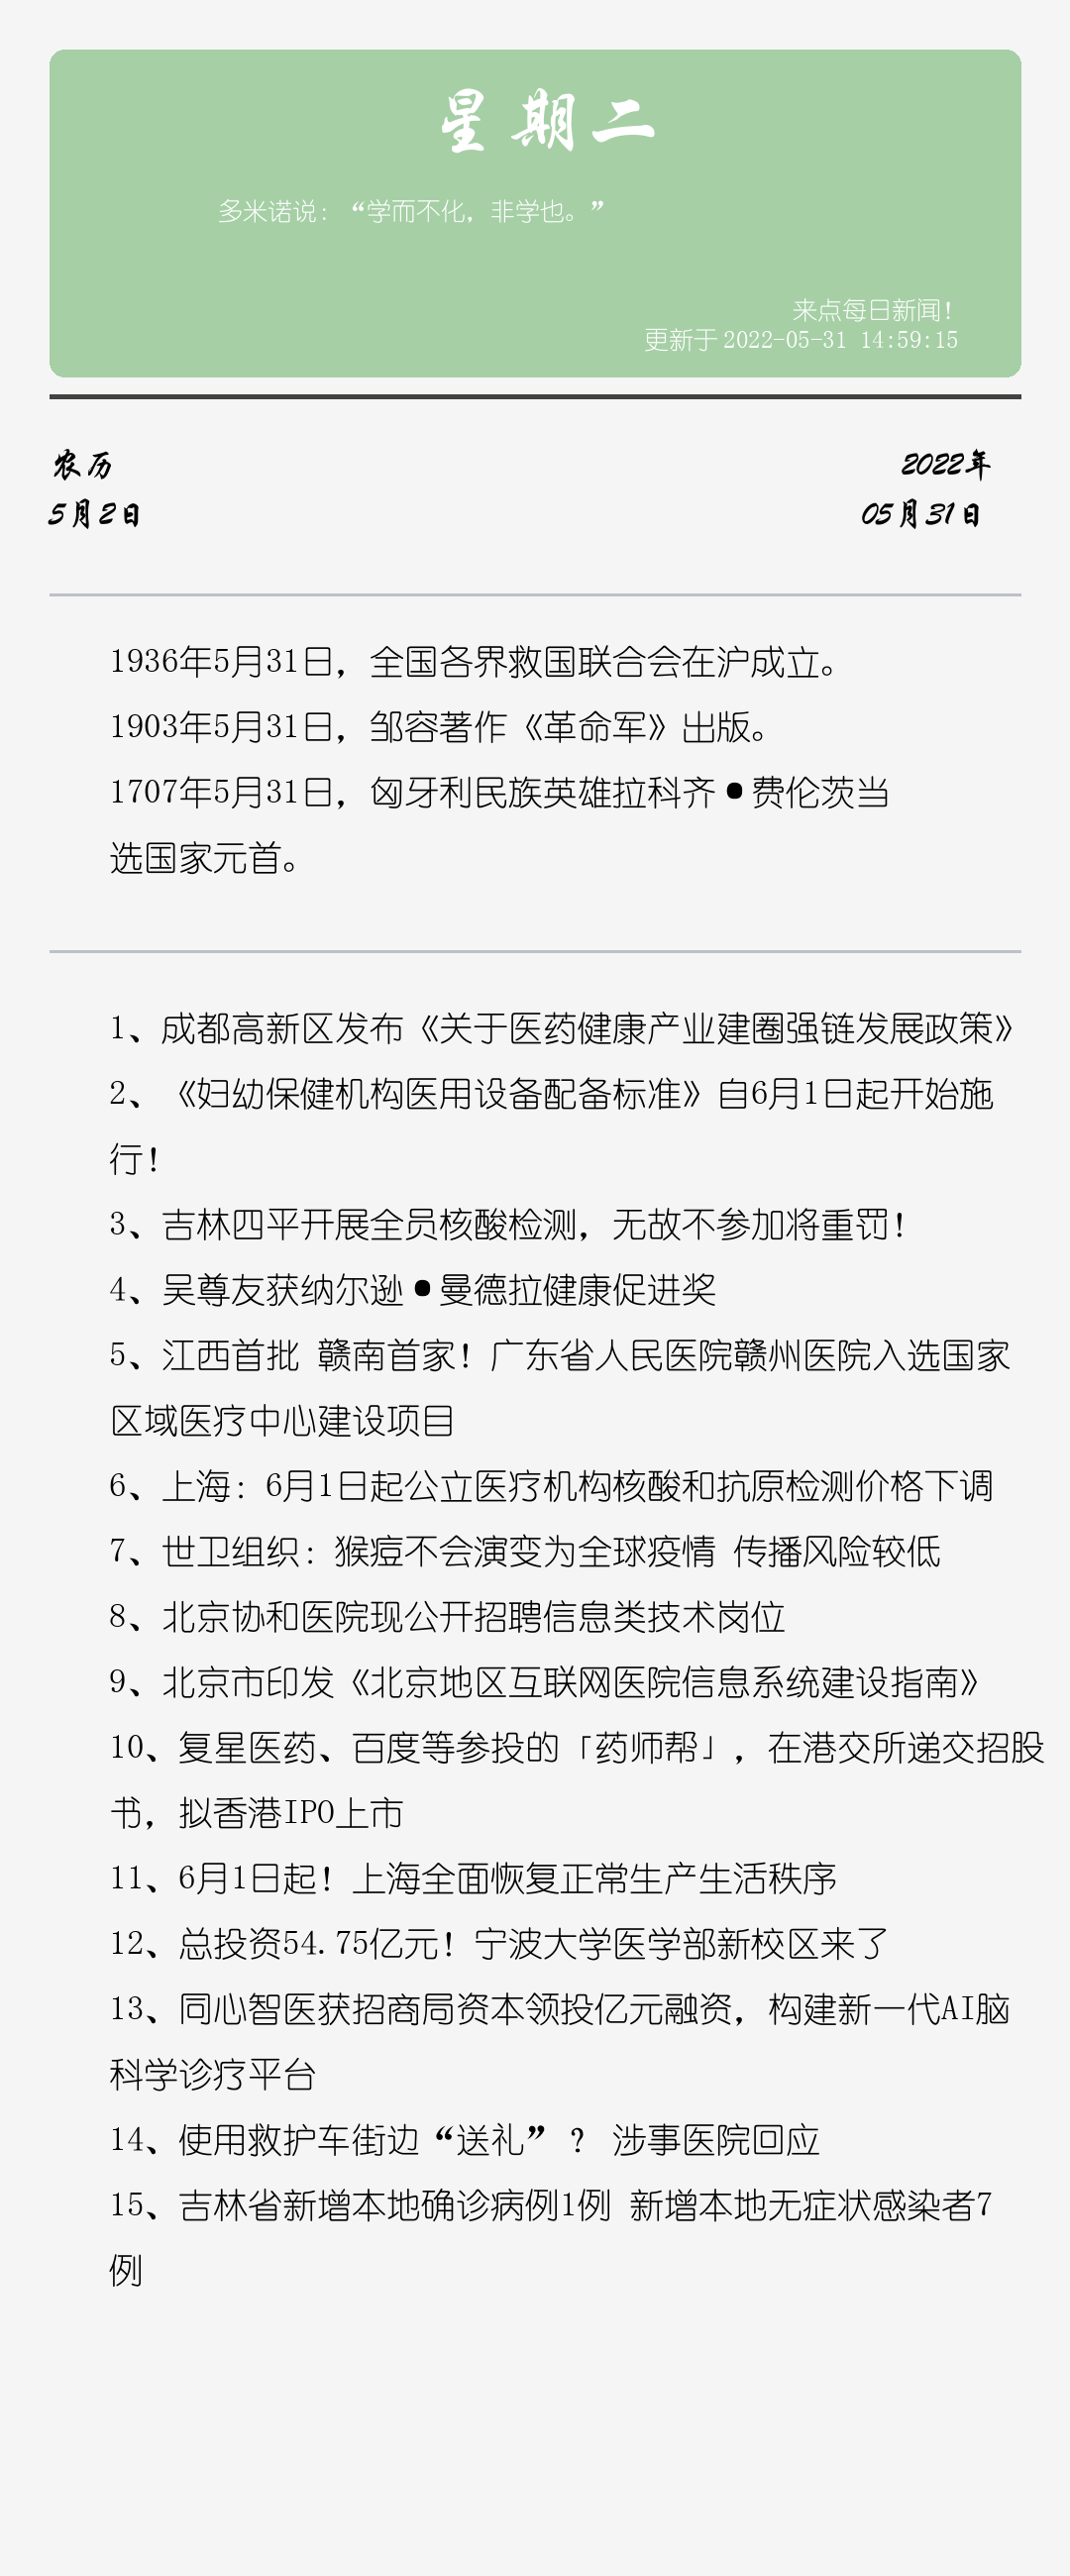 星期二
多米诺说：“学而不化，非学也。”
来点每日新闻！
更新于2022-05-31 14:59:15
农历
2022年
5月2日
05月31日
1936年5月31日，全国各界救国联合会在沪成立。
1903年5月31日，邹容著作《革命军》出版。
1707年5月31日，匈牙利民族英雄拉科齐•费伦茨当
选国家元首。
1、成都高新区发布《关于医药健康产业建圈强链发展政策》
2、《妇幼保健机构医用设备配备标准》自6月1日起开始施
行！
3、吉林四平开展全员核酸检测，无故不参加将重罚！
4、吴尊友获纳尔逊•曼德拉健康促进奖
5、江西首批 赣南首家！广东省人民医院赣州医院入选国家
区域医疗中心建设项目
6、上海：6月1日起公立医疗机构核酸和抗原检测价格下调
7、世卫组织：猴痘不会演变为全球疫情 传播风险较低
8、北京协和医院现公开招聘信息类技术岗位
9、北京市印发《北京地区互联网医院信息系统建设指南》
10、复星医药、百度等参投的「药师帮」，在港交所递交招股
书，拟香港IPO上市
11、6月1日起！上海全面恢复正常生产生活秩序
12、总投资54.75亿元！宁波大学医学部新校区来了
13、同心智医获招商局资本领投亿元融资，构建新一代AI脑
科学诊疗平台
14、使用救护车街边“送礼”？ 涉事医院回应
15、吉林省新增本地确诊病例1例 新增本地无症状感染者7
例